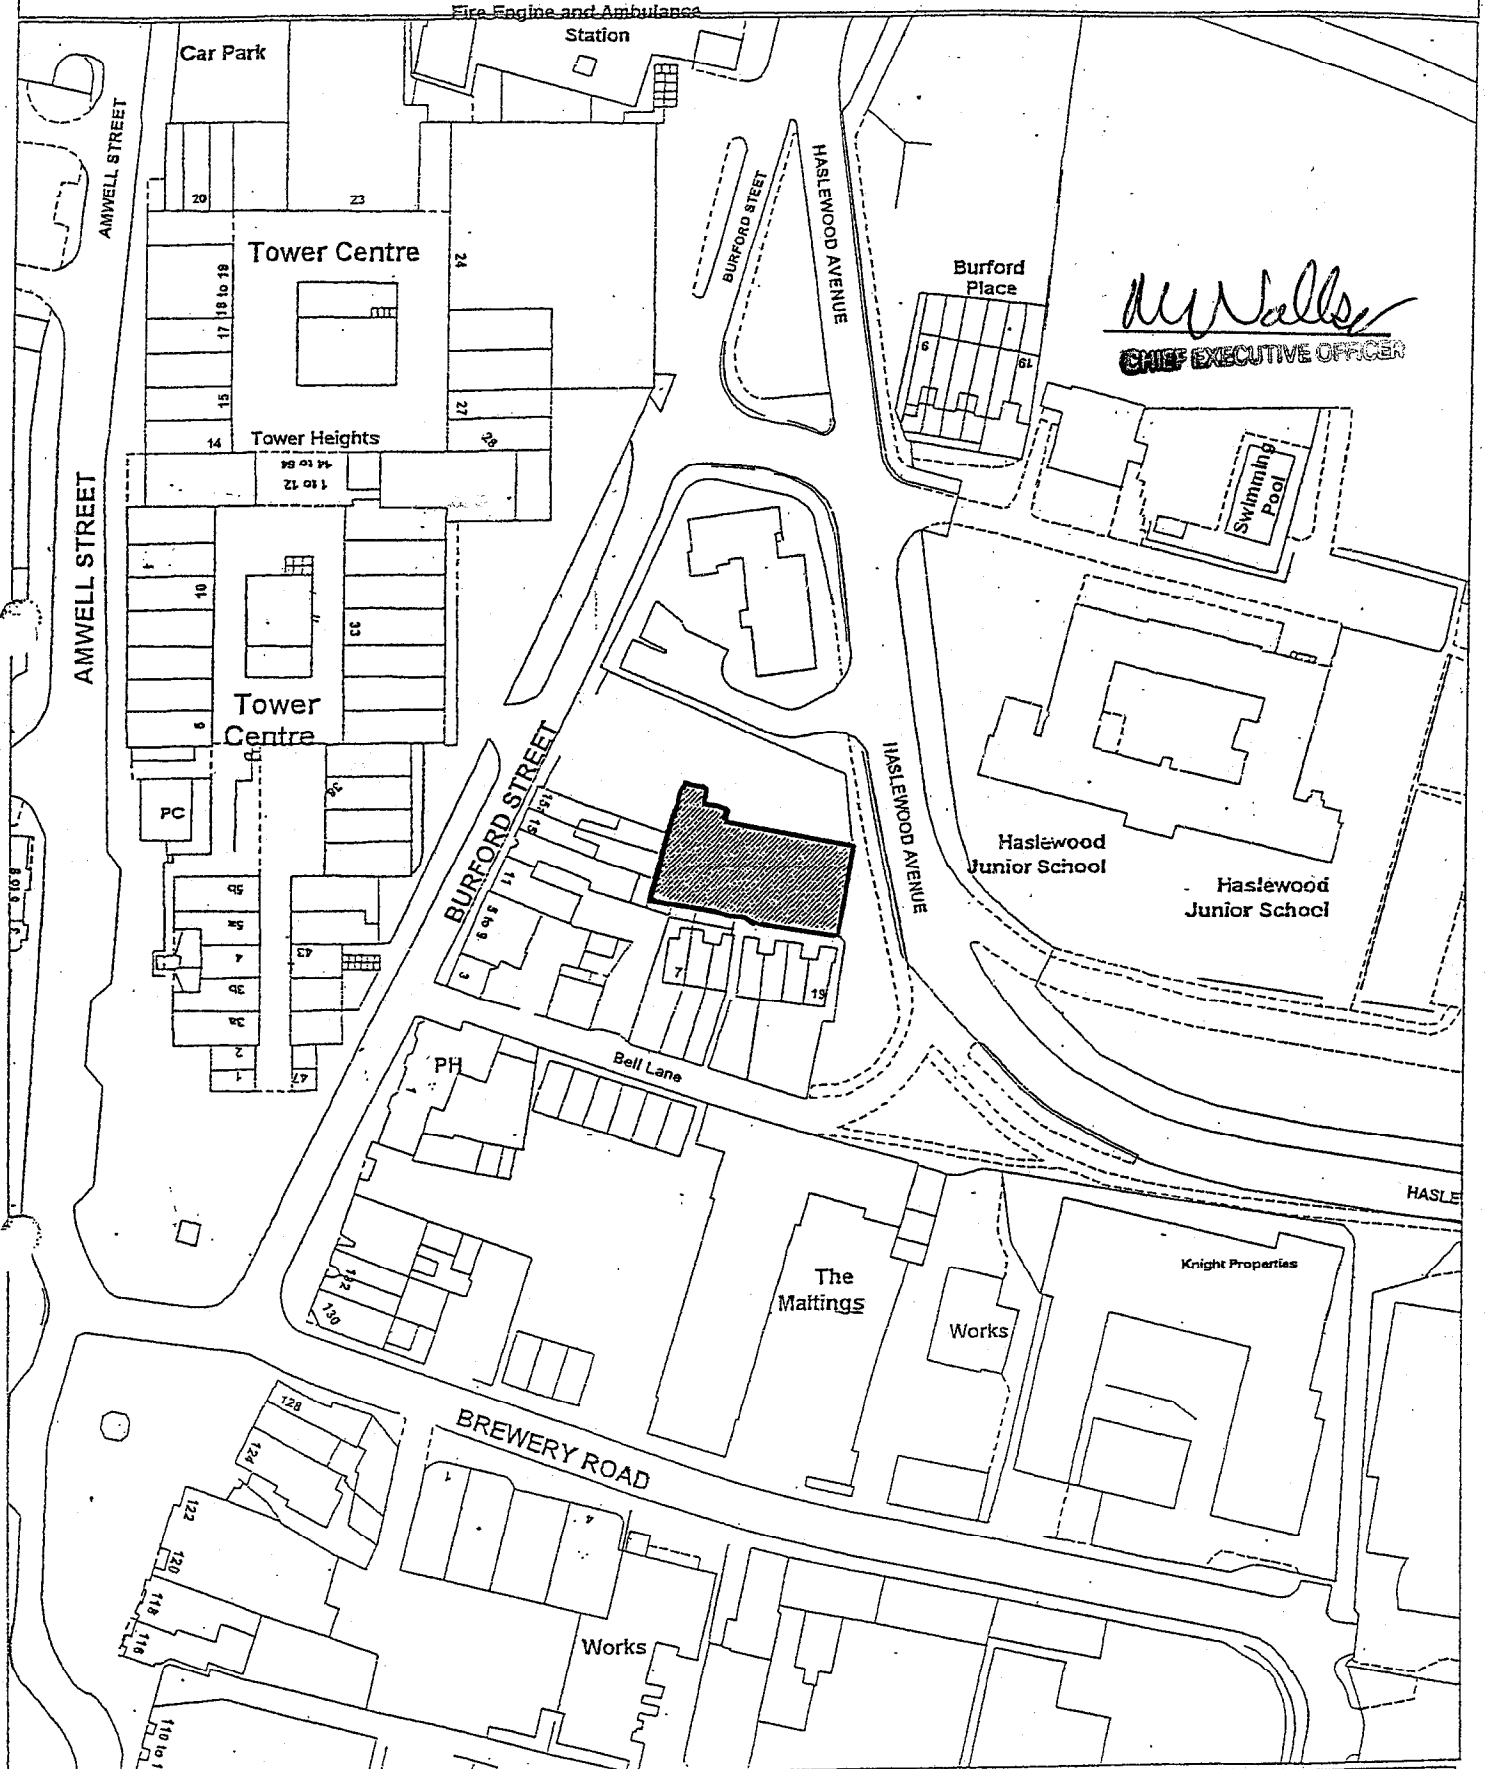 Fire Engine and Ambulance
Station
Car Park
AMWELL STREET
20
23
Tower Centre
24
18 to 19
17
15
14
27
28
Tower Heights
44 to 64
1 to 12
BURFORD STEET
HASLEWOOD AVENUE
Burford
Place
9
19
CHIEF EXECUTIVE OFFICER
Swimming
Pool
AMWELL STREET
10
33
9
Tower
Centre
PC
36
5b
5a
4
43
3b
3a
2
1
47
BURFORD STREET
15
11
5 to 9
3
7
19
HASLEWOOD AVENUE
Haslewood
Junior School
Haslewood
Junior School
PH
1
Bell Lane
HASLE
Knight Properties
The
Maltings
Works
132
130
128
124
BREWERY ROAD
1
4
122
120
118
116
Works
110 to 1